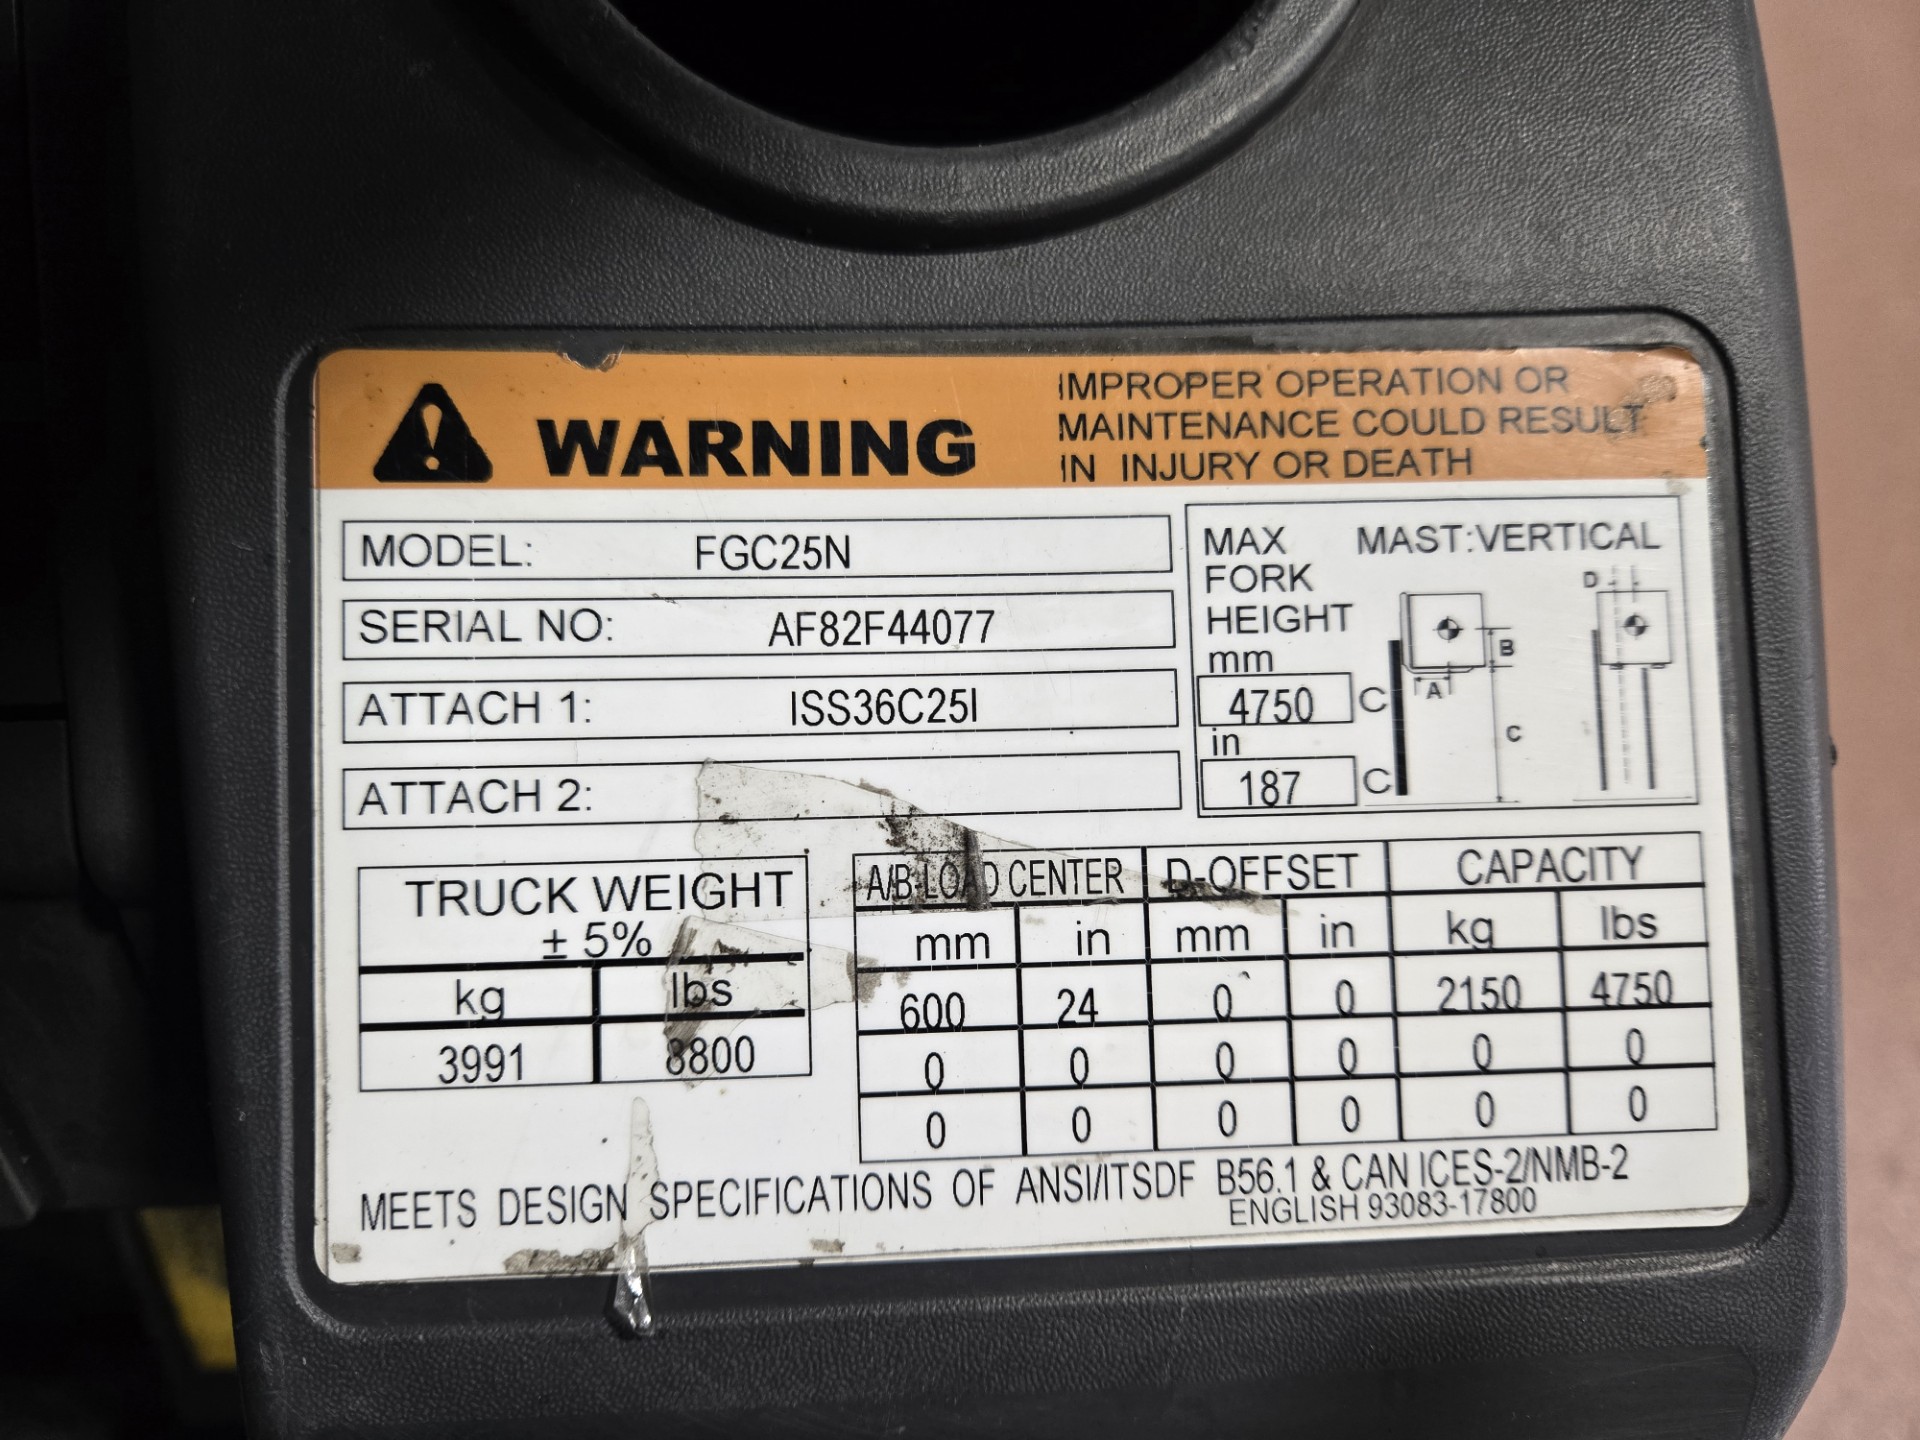 WARNING
IMPROPER OPERATION OR
MAINTENANCE COULD RESULT
IN INJURY OR DEATH
MODEL: FGC25N
SERIAL NO: AF82F44077
ATTACH 1: ISS36C25I
ATTACH 2:
MAX
FORK
HEIGHT
mm
4750 C
in
187 C
MAST:VERTICAL
D
B
A
C
TRUCK WEIGHT
± 5%
kg lbs
3991 8800
A/B-LOAD CENTER D-OFFSET CAPACITY
mm in mm in kg lbs
600 24 0 0 2150 4750
0 0 0 0 0 0
0 0 0 0 0 0
MEETS DESIGN SPECIFICATIONS OF ANSI/ITSDF B56.1 & CAN ICES-2/NMB-2
ENGLISH 93083-17800